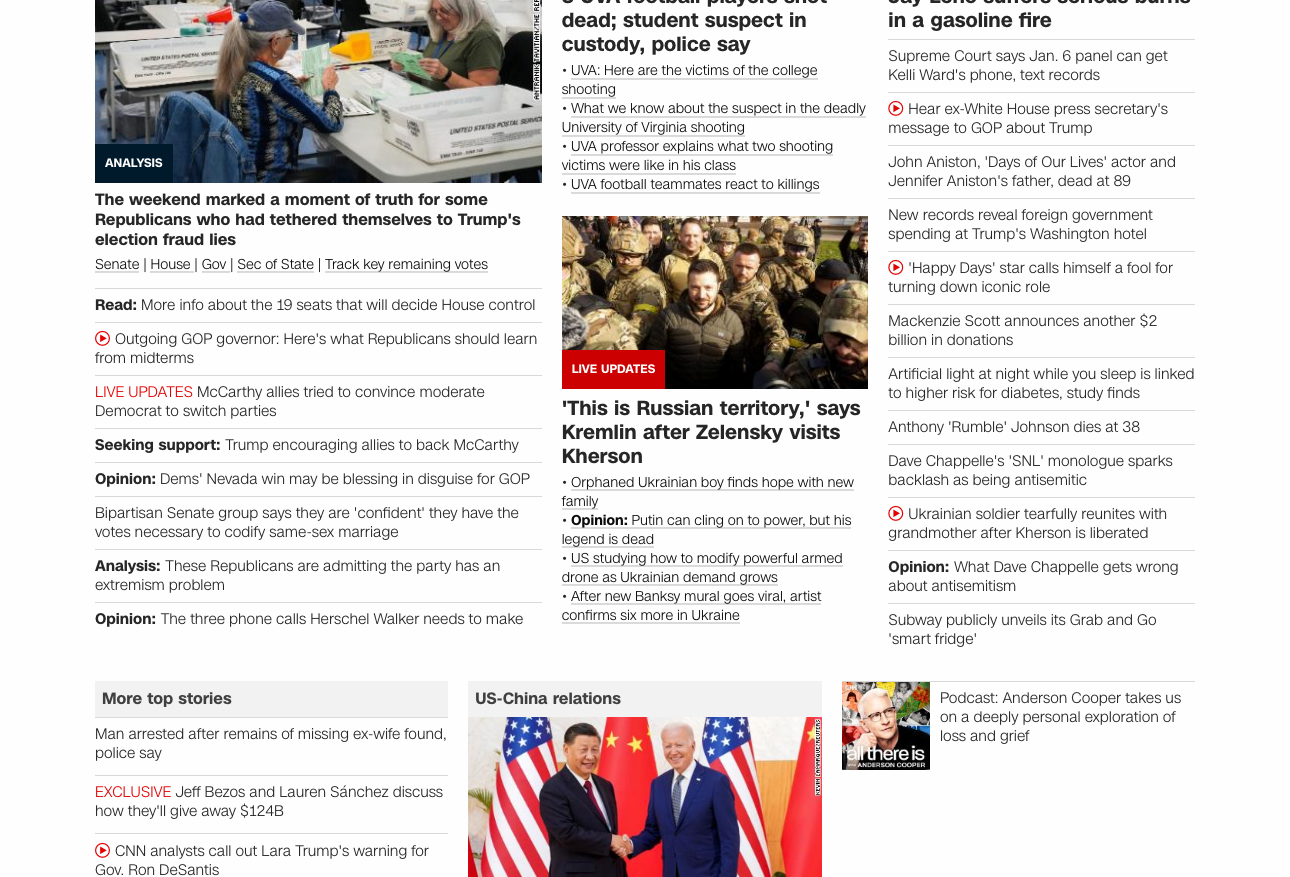 ANALYSIS
The weekend marked a moment of truth for some
Republicans who had tethered themselves to Trump's
election fraud lies
Senate | House | Gov | Sec of State | Track key remaining votes
Read: More info about the 19 seats that will decide House control
Outgoing GOP governor: Here's what Republicans should learn
from midterms
LIVE UPDATES McCarthy allies tried to convince moderate
Democrat to switch parties
Seeking support: Trump encouraging allies to back McCarthy
Opinion: Dems' Nevada win may be blessing in disguise for GOP
Bipartisan Senate group says they are 'confident' they have the
votes necessary to codify same-sex marriage
Analysis: These Republicans are admitting the party has an
extremism problem
Opinion: The three phone calls Herschel Walker needs to make
UVA football players shot
dead; student suspect in
custody, police say
• UVA: Here are the victims of the college
shooting
• What we know about the suspect in the deadly
University of Virginia shooting
• UVA professor explains what two shooting
victims were like in his class
• UVA football teammates react to killings
LIVE UPDATES
'This is Russian territory,' says
Kremlin after Zelensky visits
Kherson
• Orphaned Ukrainian boy finds hope with new
family
• Opinion: Putin can cling on to power, but his
legend is dead
• US studying how to modify powerful armed
drone as Ukrainian demand grows
• After new Banksy mural goes viral, artist
confirms six more in Ukraine
Jay Leno suffers serious burns
in a gasoline fire
Supreme Court says Jan. 6 panel can get
Kelli Ward's phone, text records
Hear ex-White House press secretary's
message to GOP about Trump
John Aniston, 'Days of Our Lives' actor and
Jennifer Aniston's father, dead at 89
New records reveal foreign government
spending at Trump's Washington hotel
'Happy Days' star calls himself a fool for
turning down iconic role
Mackenzie Scott announces another $2
billion in donations
Artificial light at night while you sleep is linked
to higher risk for diabetes, study finds
Anthony 'Rumble' Johnson dies at 38
Dave Chappelle's 'SNL' monologue sparks
backlash as being antisemitic
Ukrainian soldier tearfully reunites with
grandmother after Kherson is liberated
Opinion: What Dave Chappelle gets wrong
about antisemitism
Subway publicly unveils its Grab and Go
'smart fridge'
More top stories
Man arrested after remains of missing ex-wife found,
police say
EXCLUSIVE Jeff Bezos and Lauren Sánchez discuss
how they'll give away $124B
CNN analysts call out Lara Trump's warning for
Gov. Ron DeSantis
US-China relations
all there is
ANDERSON COOPER
Podcast: Anderson Cooper takes us
on a deeply personal exploration of
loss and grief